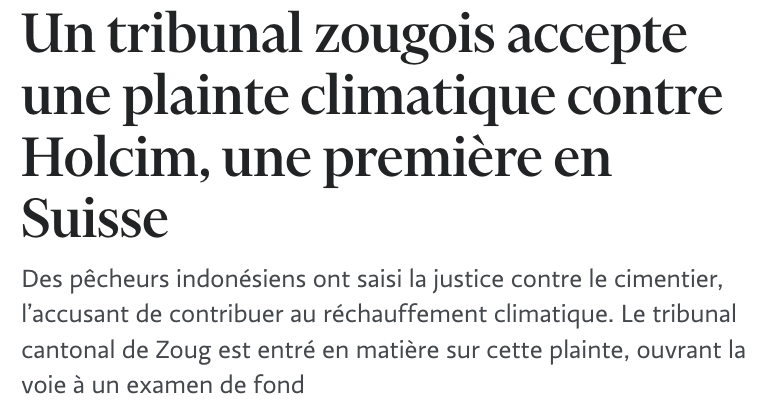 Un tribunal zougois accepte
une plainte climatique contre
Holcim, une première en
Suisse
Des pêcheurs indonésiens ont saisi la justice contre le cimentier,
l’accusant de contribuer au réchauffement climatique. Le tribunal
cantonal de Zoug est entré en matière sur cette plainte, ouvrant la
voie à un examen de fond